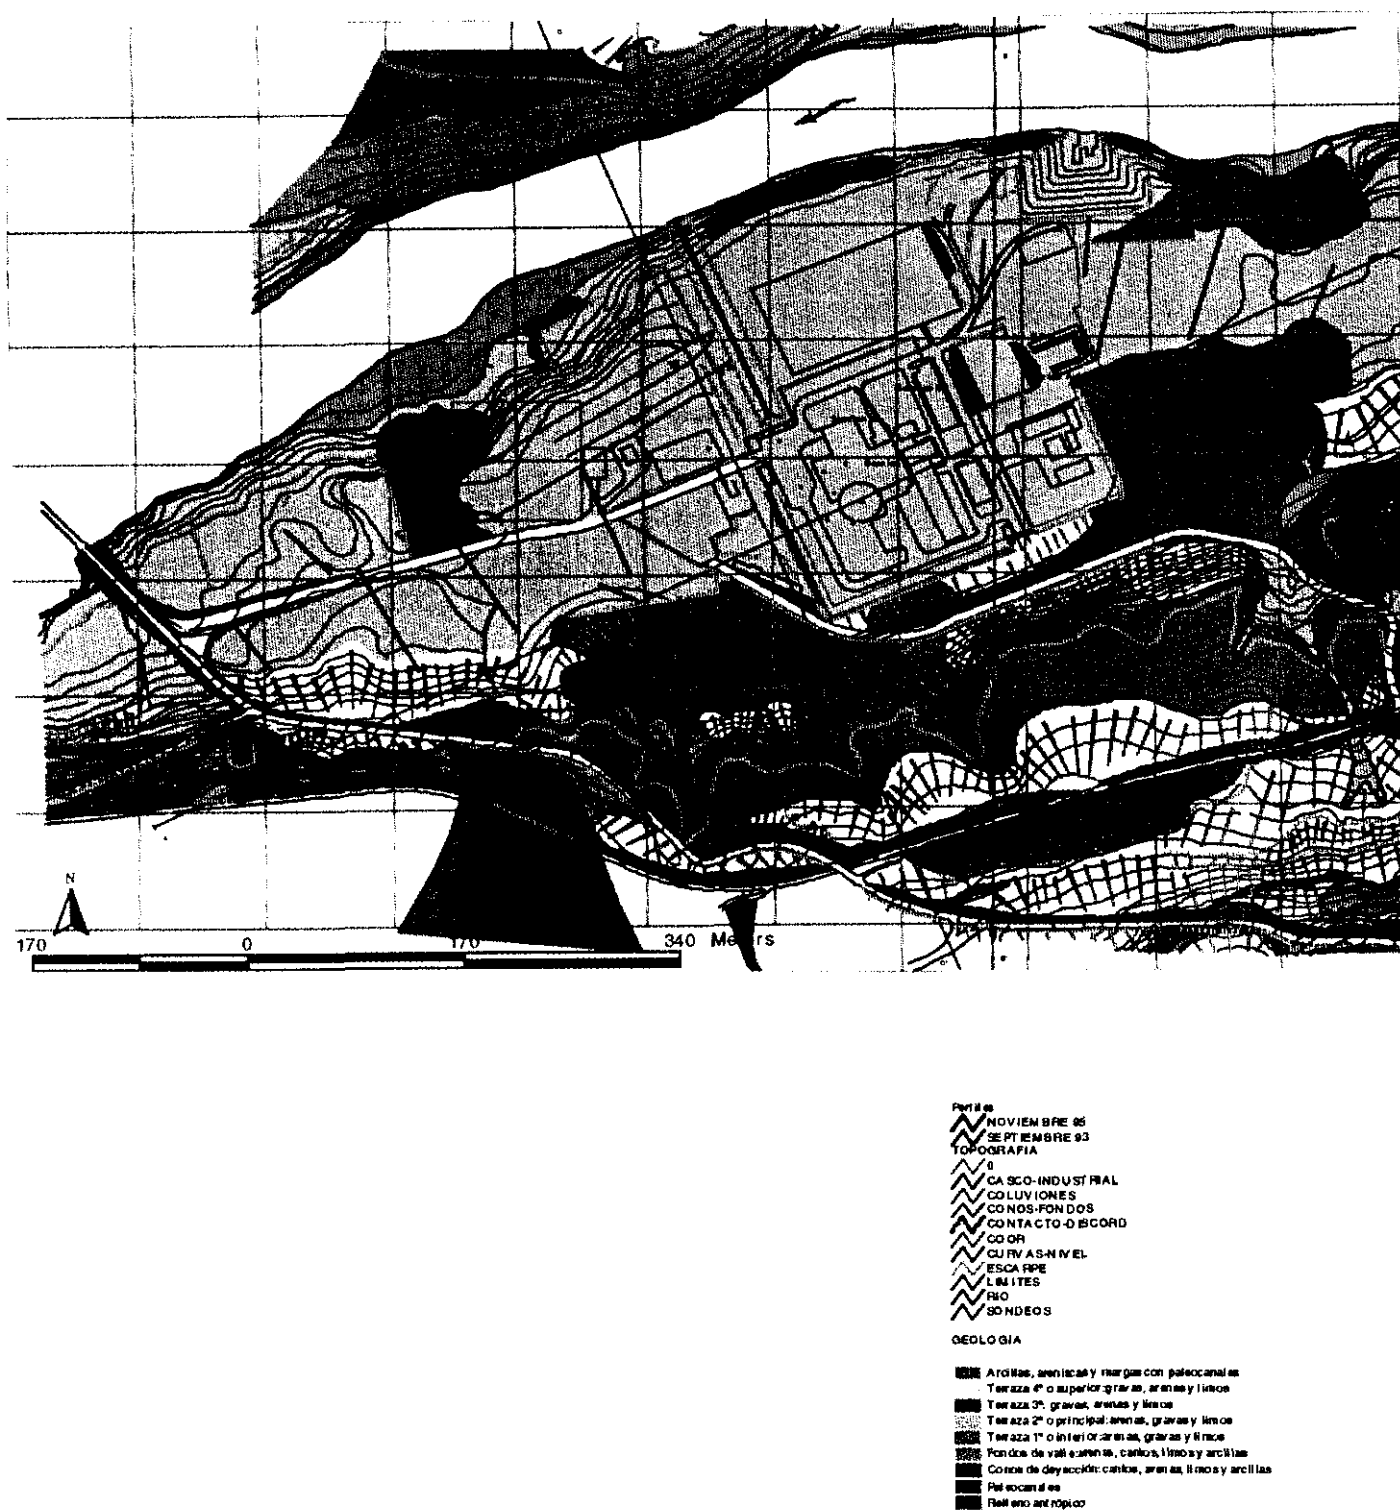 N
170 0 170 340 Meters
Perfiles
NOVIEMBRE 95
SEPTIEMBRE 93
TOPOGRAFIA
0
CASCO-INDUSTRIAL
COLUVIONES
CONOS-FONDOS
CONTACTO-DISCORD
COOR
CURVAS-NIVEL
ESCARPE
LIMITES
RIO
SONDEOS
GEOLOGIA
Arcillas, areniscas y margas con paleocanales
Terraza 4ª o superior: gravas, arenas y limos
Terraza 3ª: gravas, arenas y limos
Terraza 2ª o principal: arenas, gravas y limos
Terraza 1ª o inferior: arenas, gravas y limos
Fondos de valle: arenas, cantos, limos y arcillas
Conos de deyección: cantos, arenas, limos y arcillas
Paleocanales
Relleno antrópico